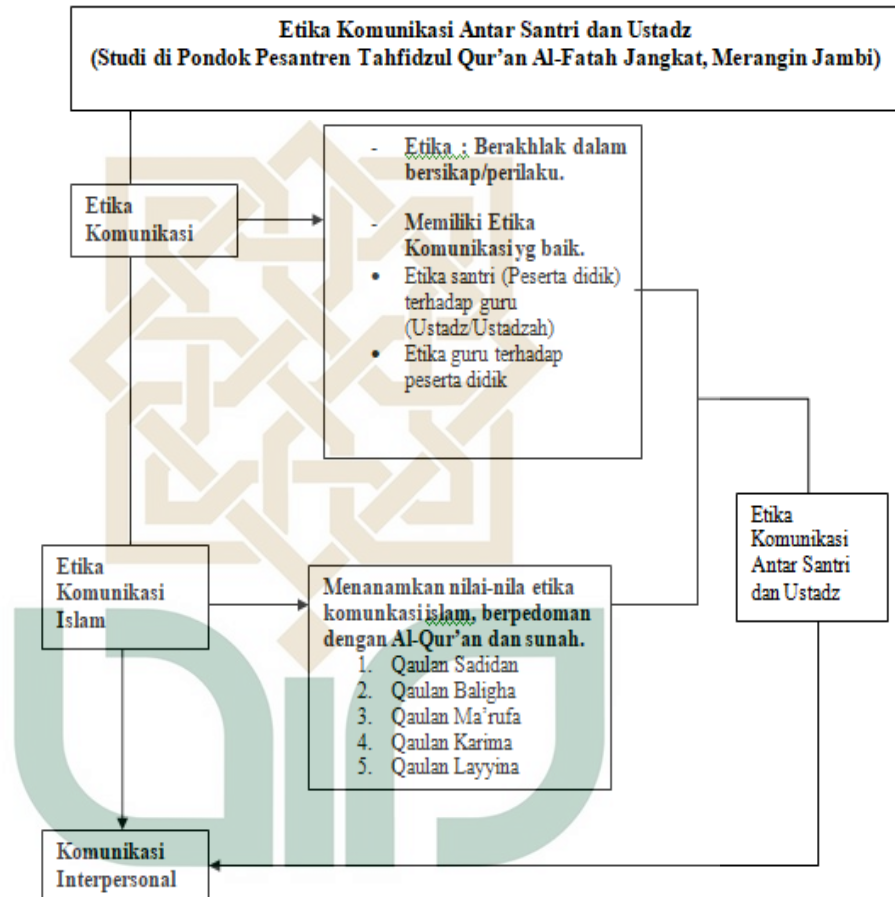 Etika Komunikasi Antar Santri dan Ustadz
(Studi di Pondok Pesantren Tahfidzul Qur'an Al-Fatah Jangkat, Merangin Jambi)
Etika
Komunikasi
- Etika : Berakhlak dalam
bersikap/perilaku.
- Memiliki Etika
Komunikasi yg baik.
• Etika santri (Peserta didik)
terhadap guru
(Ustadz/Ustadzah)
• Etika guru terhadap
peserta didik
Etika
Komunikasi
Islam
Menanamkan nilai-nila etika
komunkasi islam, berpedoman
dengan Al-Qur'an dan sunah.
1. Qaulan Sadidan
2. Qaulan Baligha
3. Qaulan Ma'rufa
4. Qaulan Karima
5. Qaulan Layyina
Etika
Komunikasi
Antar Santri
dan Ustadz
Komunikasi
Interpersonal